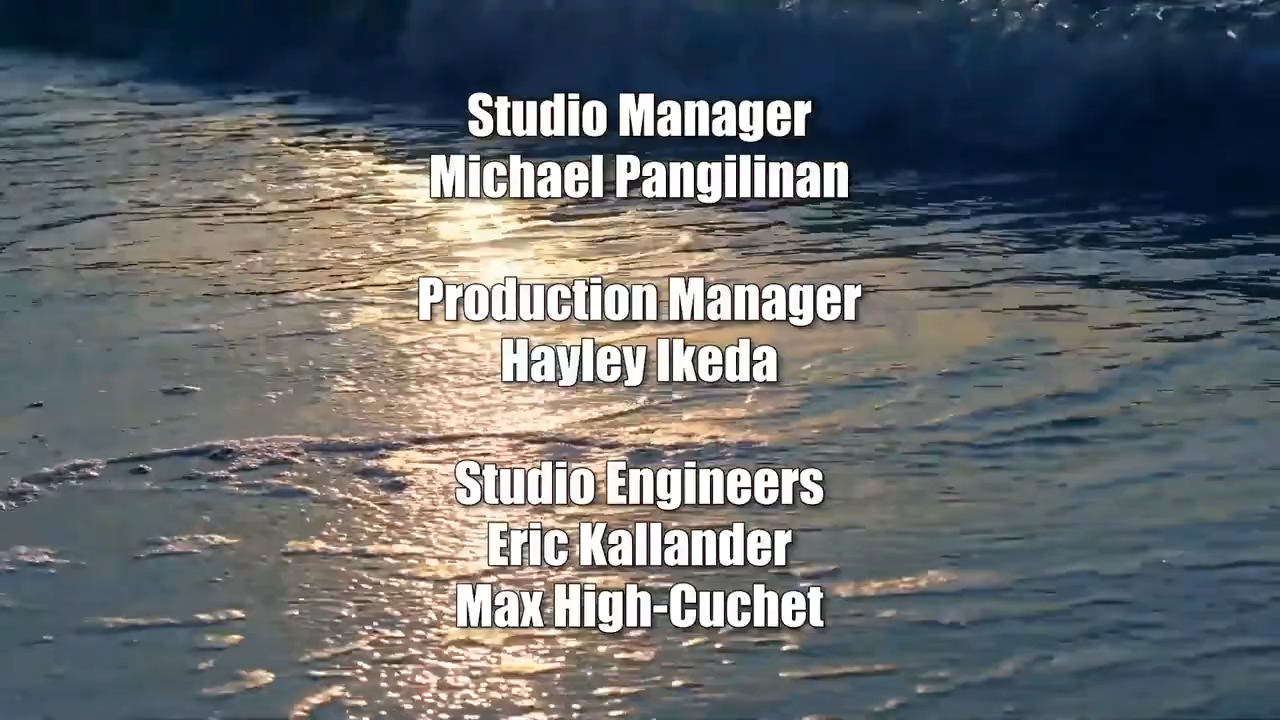 Studio Manager
Michael Pangilinan
Production Manager
Hayley Ikeda
Studio Engineers
Eric Kallander
Max High-Cuchet